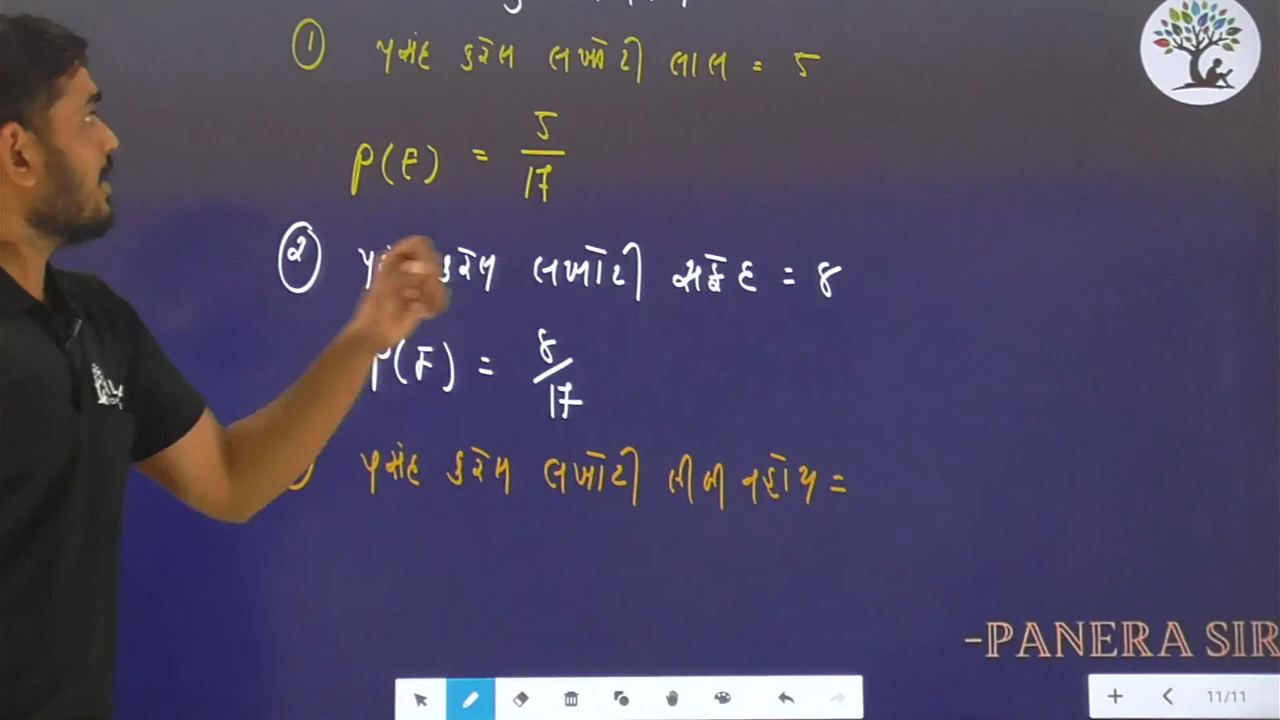 ① પસંદ કરેલ લખોટી લાલ = 5
P(E) = 5/17
② પસંદ કરેલ લખોટી સફેદ = 8
P(F) = 8/17
પસંદ કરેલ લખોટી લીલી નહોય =
-PANERA SIR
11/11